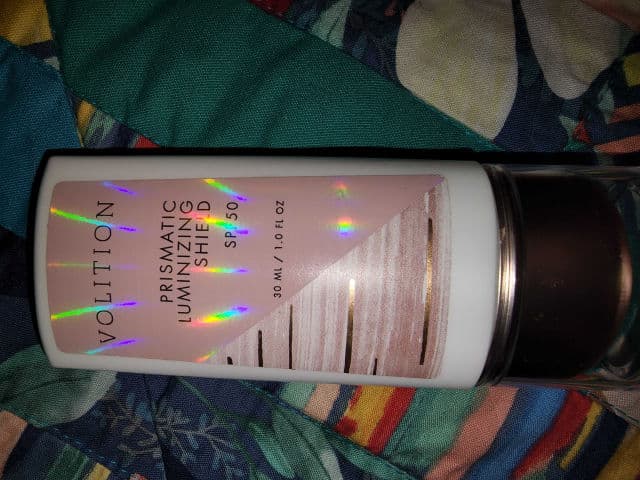 VOLITION
PRISMATIC
LUMINIZING
SHIELD
SPF 50
30 ML / 1.0 FL OZ